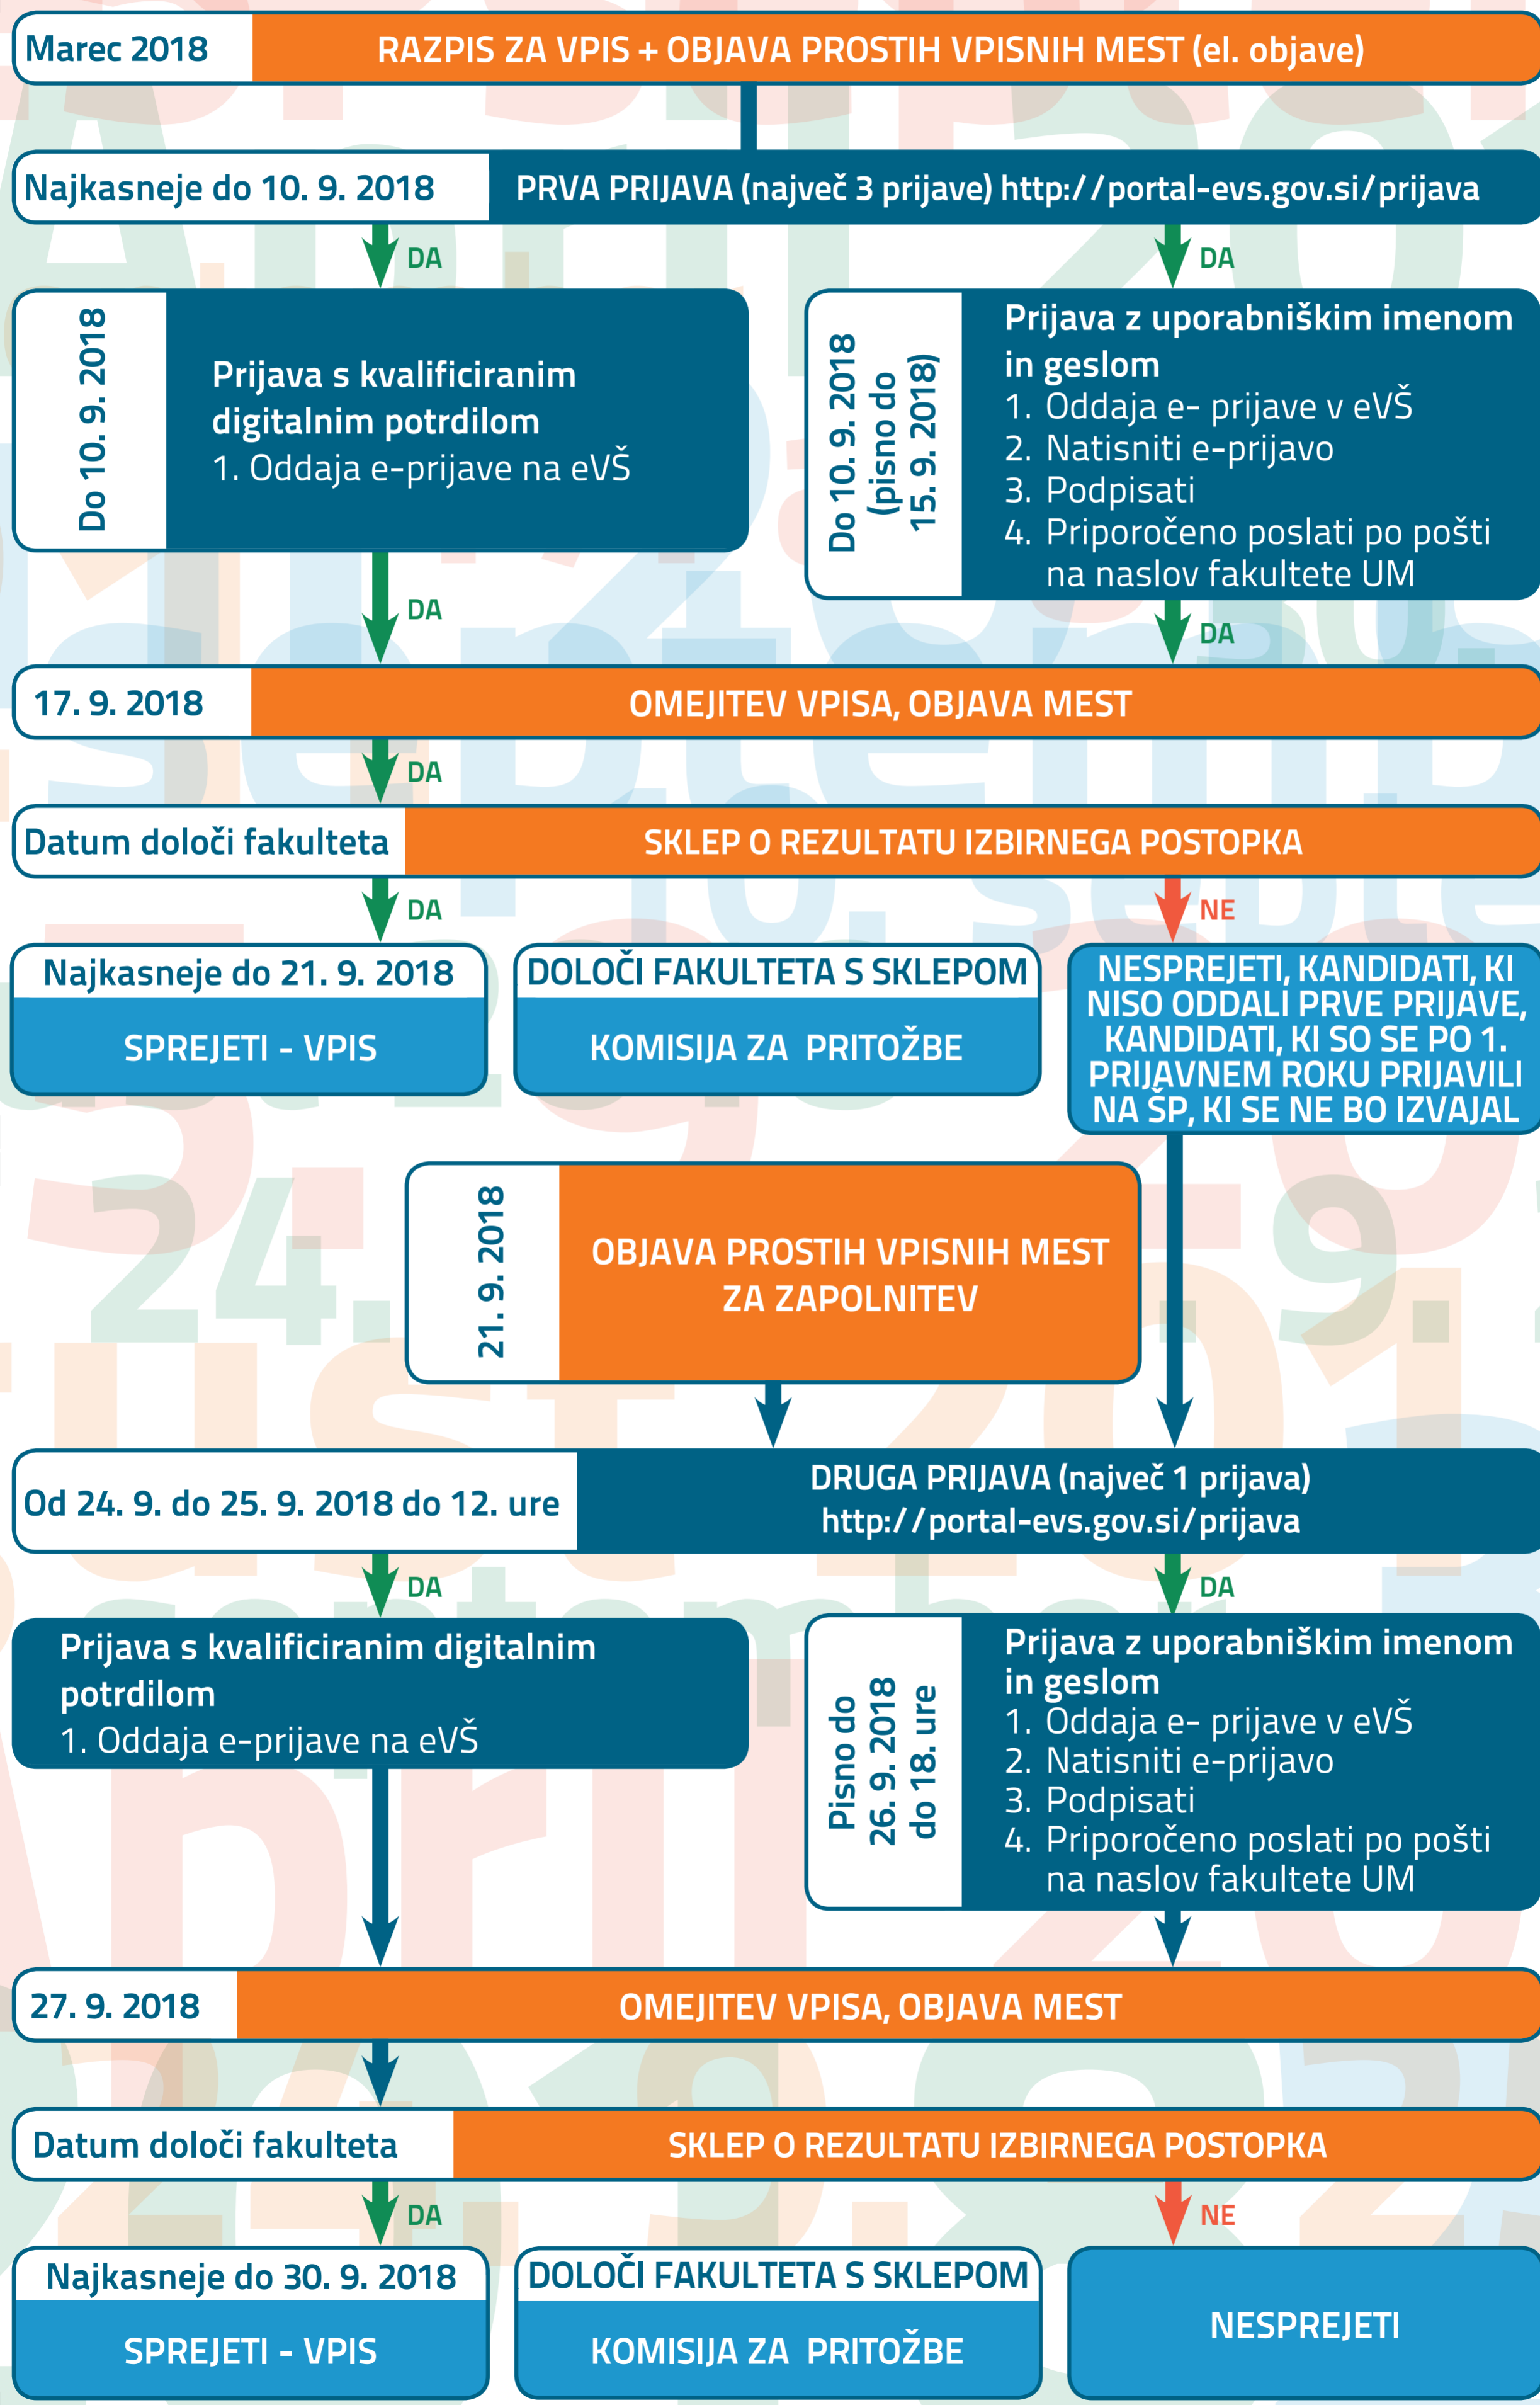 Marec 2018
RAZPIS ZA VPIS + OBJAVA PROSTIH VPISNIH MEST (el. objave)
Najkasneje do 10. 9. 2018
PRVA PRIJAVA (največ 3 prijave) http://portal-evs.gov.si/prijava
DA
DA
Do 10. 9. 2018
Prijava s kvalificiranim
digitalnim potrdilom
1. Oddaja e-prijave na eVŠ
Do 10. 9. 2018
(pisno do
15. 9. 2018)
Prijava z uporabniškim imenom
in geslom
1. Oddaja e- prijave v eVŠ
2. Natisniti e-prijavo
3. Podpisati
4. Priporočeno poslati po pošti
na naslov fakultete UM
DA
DA
17. 9. 2018
OMEJITEV VPISA, OBJAVA MEST
DA
Datum določi fakulteta
SKLEP O REZULTATU IZBIRNEGA POSTOPKA
DA
NE
Najkasneje do 21. 9. 2018
SPREJETI - VPIS
DOLOČI FAKULTETA S SKLEPOM
KOMISIJA ZA PRITOŽBE
NESPREJETI, KANDIDATI, KI
NISO ODDALI PRVE PRIJAVE,
KANDIDATI, KI SO SE PO 1.
PRIJAVNEM ROKU PRIJAVILI
NA ŠP, KI SE NE BO IZVAJAL
21. 9. 2018
OBJAVA PROSTIH VPISNIH MEST
ZA ZAPOLNITEV
Od 24. 9. do 25. 9. 2018 do 12. ure
DRUGA PRIJAVA (največ 1 prijava)
http://portal-evs.gov.si/prijava
DA
DA
Prijava s kvalificiranim digitalnim
potrdilom
1. Oddaja e-prijave na eVŠ
Pisno do
26. 9. 2018
do 18. ure
Prijava z uporabniškim imenom
in geslom
1. Oddaja e- prijave v eVŠ
2. Natisniti e-prijavo
3. Podpisati
4. Priporočeno poslati po pošti
na naslov fakultete UM
27. 9. 2018
OMEJITEV VPISA, OBJAVA MEST
Datum določi fakulteta
SKLEP O REZULTATU IZBIRNEGA POSTOPKA
DA
NE
Najkasneje do 30. 9. 2018
SPREJETI - VPIS
DOLOČI FAKULTETA S SKLEPOM
KOMISIJA ZA PRITOŽBE
NESPREJETI